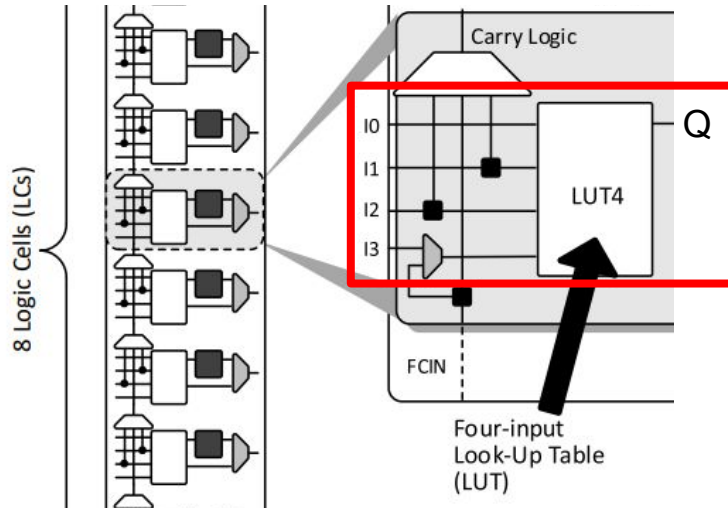 8 Logic Cells (LCs)
Carry Logic
I0
Q
I1
LUT4
I2
I3
FCIN
Four-input
Look-Up Table
(LUT)